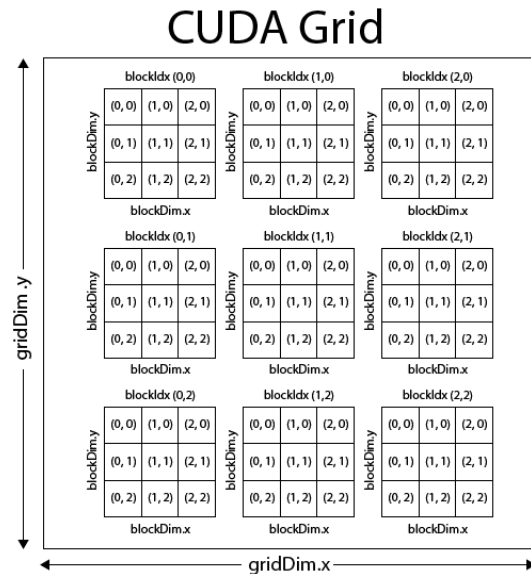 CUDA Grid
blockIdx (0,0) blockIdx (1,0) blockIdx (2,0)
blockDim.y (0, 0) (1, 0) (2, 0) blockDim.y (0, 0) (1, 0) (2, 0) blockDim.y (0, 0) (1, 0) (2, 0)
(0, 1) (1, 1) (2, 1) (0, 1) (1, 1) (2, 1) (0, 1) (1, 1) (2, 1)
(0, 2) (1, 2) (2, 2) (0, 2) (1, 2) (2, 2) (0, 2) (1, 2) (2, 2)
blockDim.x blockDim.x blockDim.x
blockIdx (0,1) blockIdx (1,1) blockIdx (2,1)
gridDim .y
blockDim.y (0, 0) (1, 0) (2, 0) blockDim.y (0, 0) (1, 0) (2, 0) blockDim.y (0, 0) (1, 0) (2, 0)
(0, 1) (1, 1) (2, 1) (0, 1) (1, 1) (2, 1) (0, 1) (1, 1) (2, 1)
(0, 2) (1, 2) (2, 2) (0, 2) (1, 2) (2, 2) (0, 2) (1, 2) (2, 2)
blockDim.x blockDim.x blockDim.x
blockIdx (0,2) blockIdx (1,2) blockIdx (2,2)
blockDim.y (0, 0) (1, 0) (2, 0) blockDim.y (0, 0) (1, 0) (2, 0) blockDim.y (0, 0) (1, 0) (2, 0)
(0, 1) (1, 1) (2, 1) (0, 1) (1, 1) (2, 1) (0, 1) (1, 1) (2, 1)
(0, 2) (1, 2) (2, 2) (0, 2) (1, 2) (2, 2) (0, 2) (1, 2) (2, 2)
blockDim.x blockDim.x blockDim.x
gridDim.x